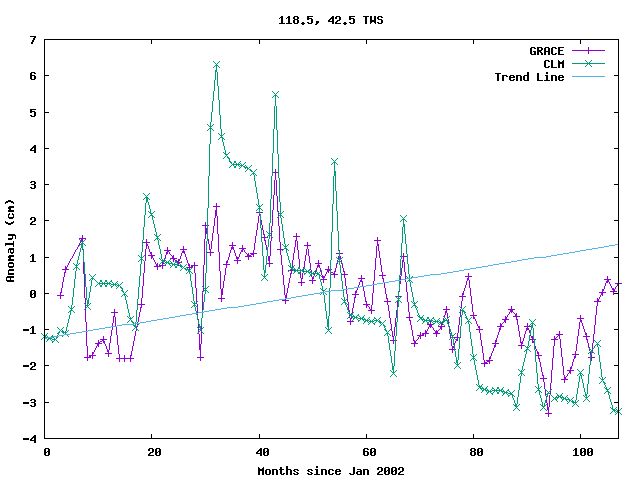 118.5, 42.5 TWS
GRACE
CLM
Trend Line
Anomaly (cm)
7
6
5
4
3
2
1
0
-1
-2
-3
-4
0 20 40 60 80 100
Months since Jan 2002